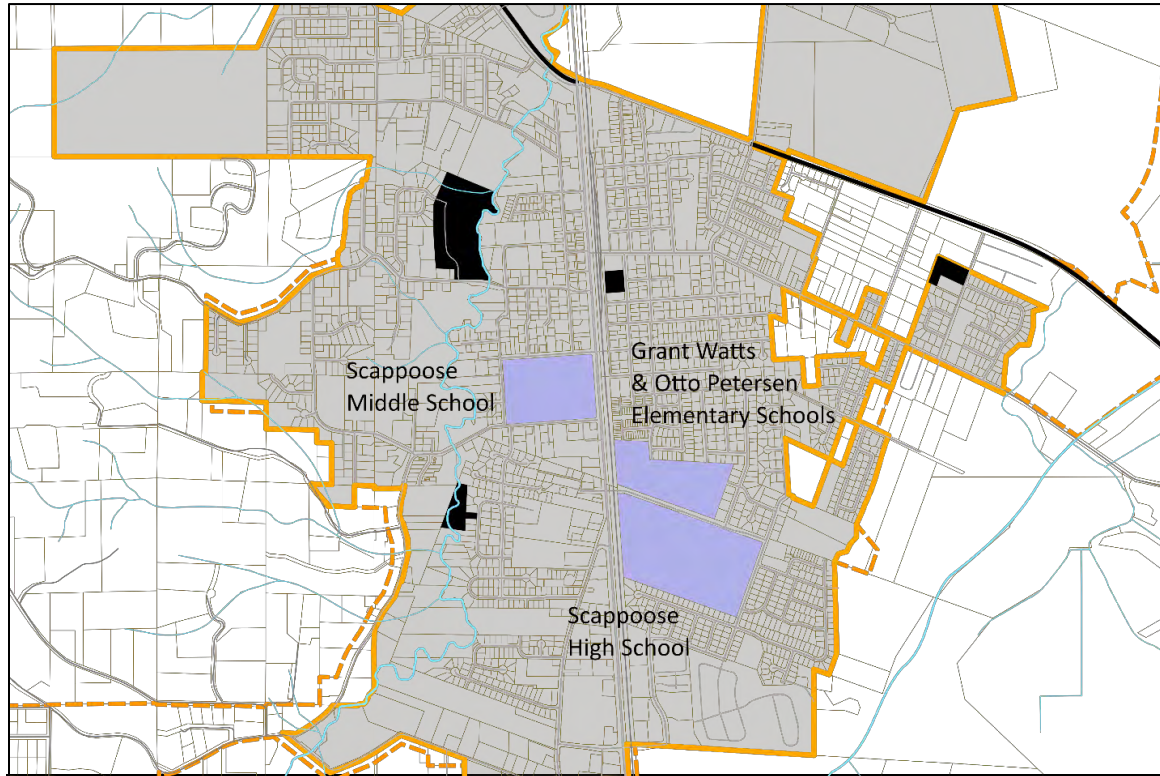 Scappoose
Middle School
Grant Watts
& Otto Petersen
Elementary Schools
Scappoose
High School